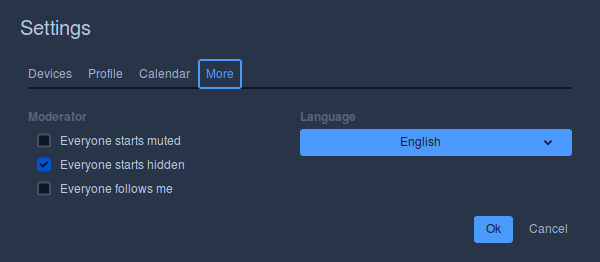 Settings
Devices Profile Calendar More
Moderator
Everyone starts muted
Everyone starts hidden
Everyone follows me
Language
English
Ok Cancel